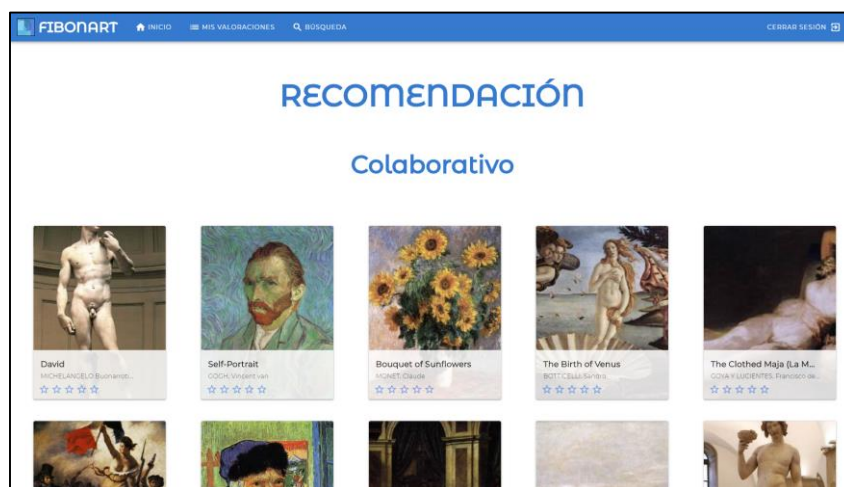 FIBONART INICIO MIS VALORACIONES BÚSQUEDA CERRAR SESIÓN
RECOMENDACIÓN
Colaborativo
David
MICHELANGELO Buonarroti...
Self-Portrait
GOGH, Vincent van
Bouquet of Sunflowers
MONET, Claude
The Birth of Venus
BOTTICELLI, Sandro
The Clothed Maja (La M...
GOYA Y LUCIENTES, Francisco de...